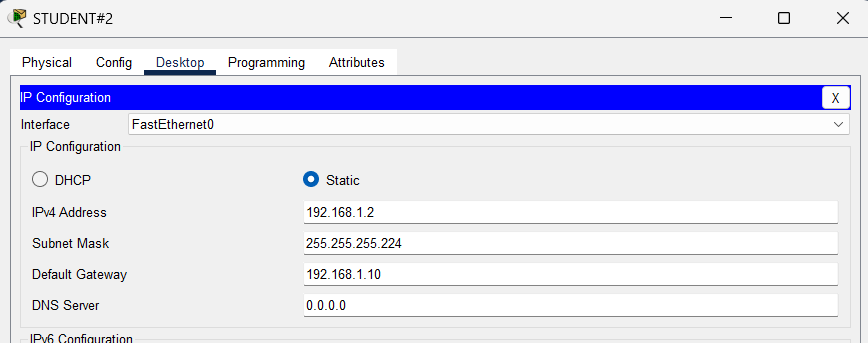 STUDENT#2
Physical Config Desktop Programming Attributes
IP Configuration X
Interface FastEthernet0
IP Configuration
DHCP Static
IPv4 Address 192.168.1.2
Subnet Mask 255.255.255.224
Default Gateway 192.168.1.10
DNS Server 0.0.0.0
IPv6 Configuration